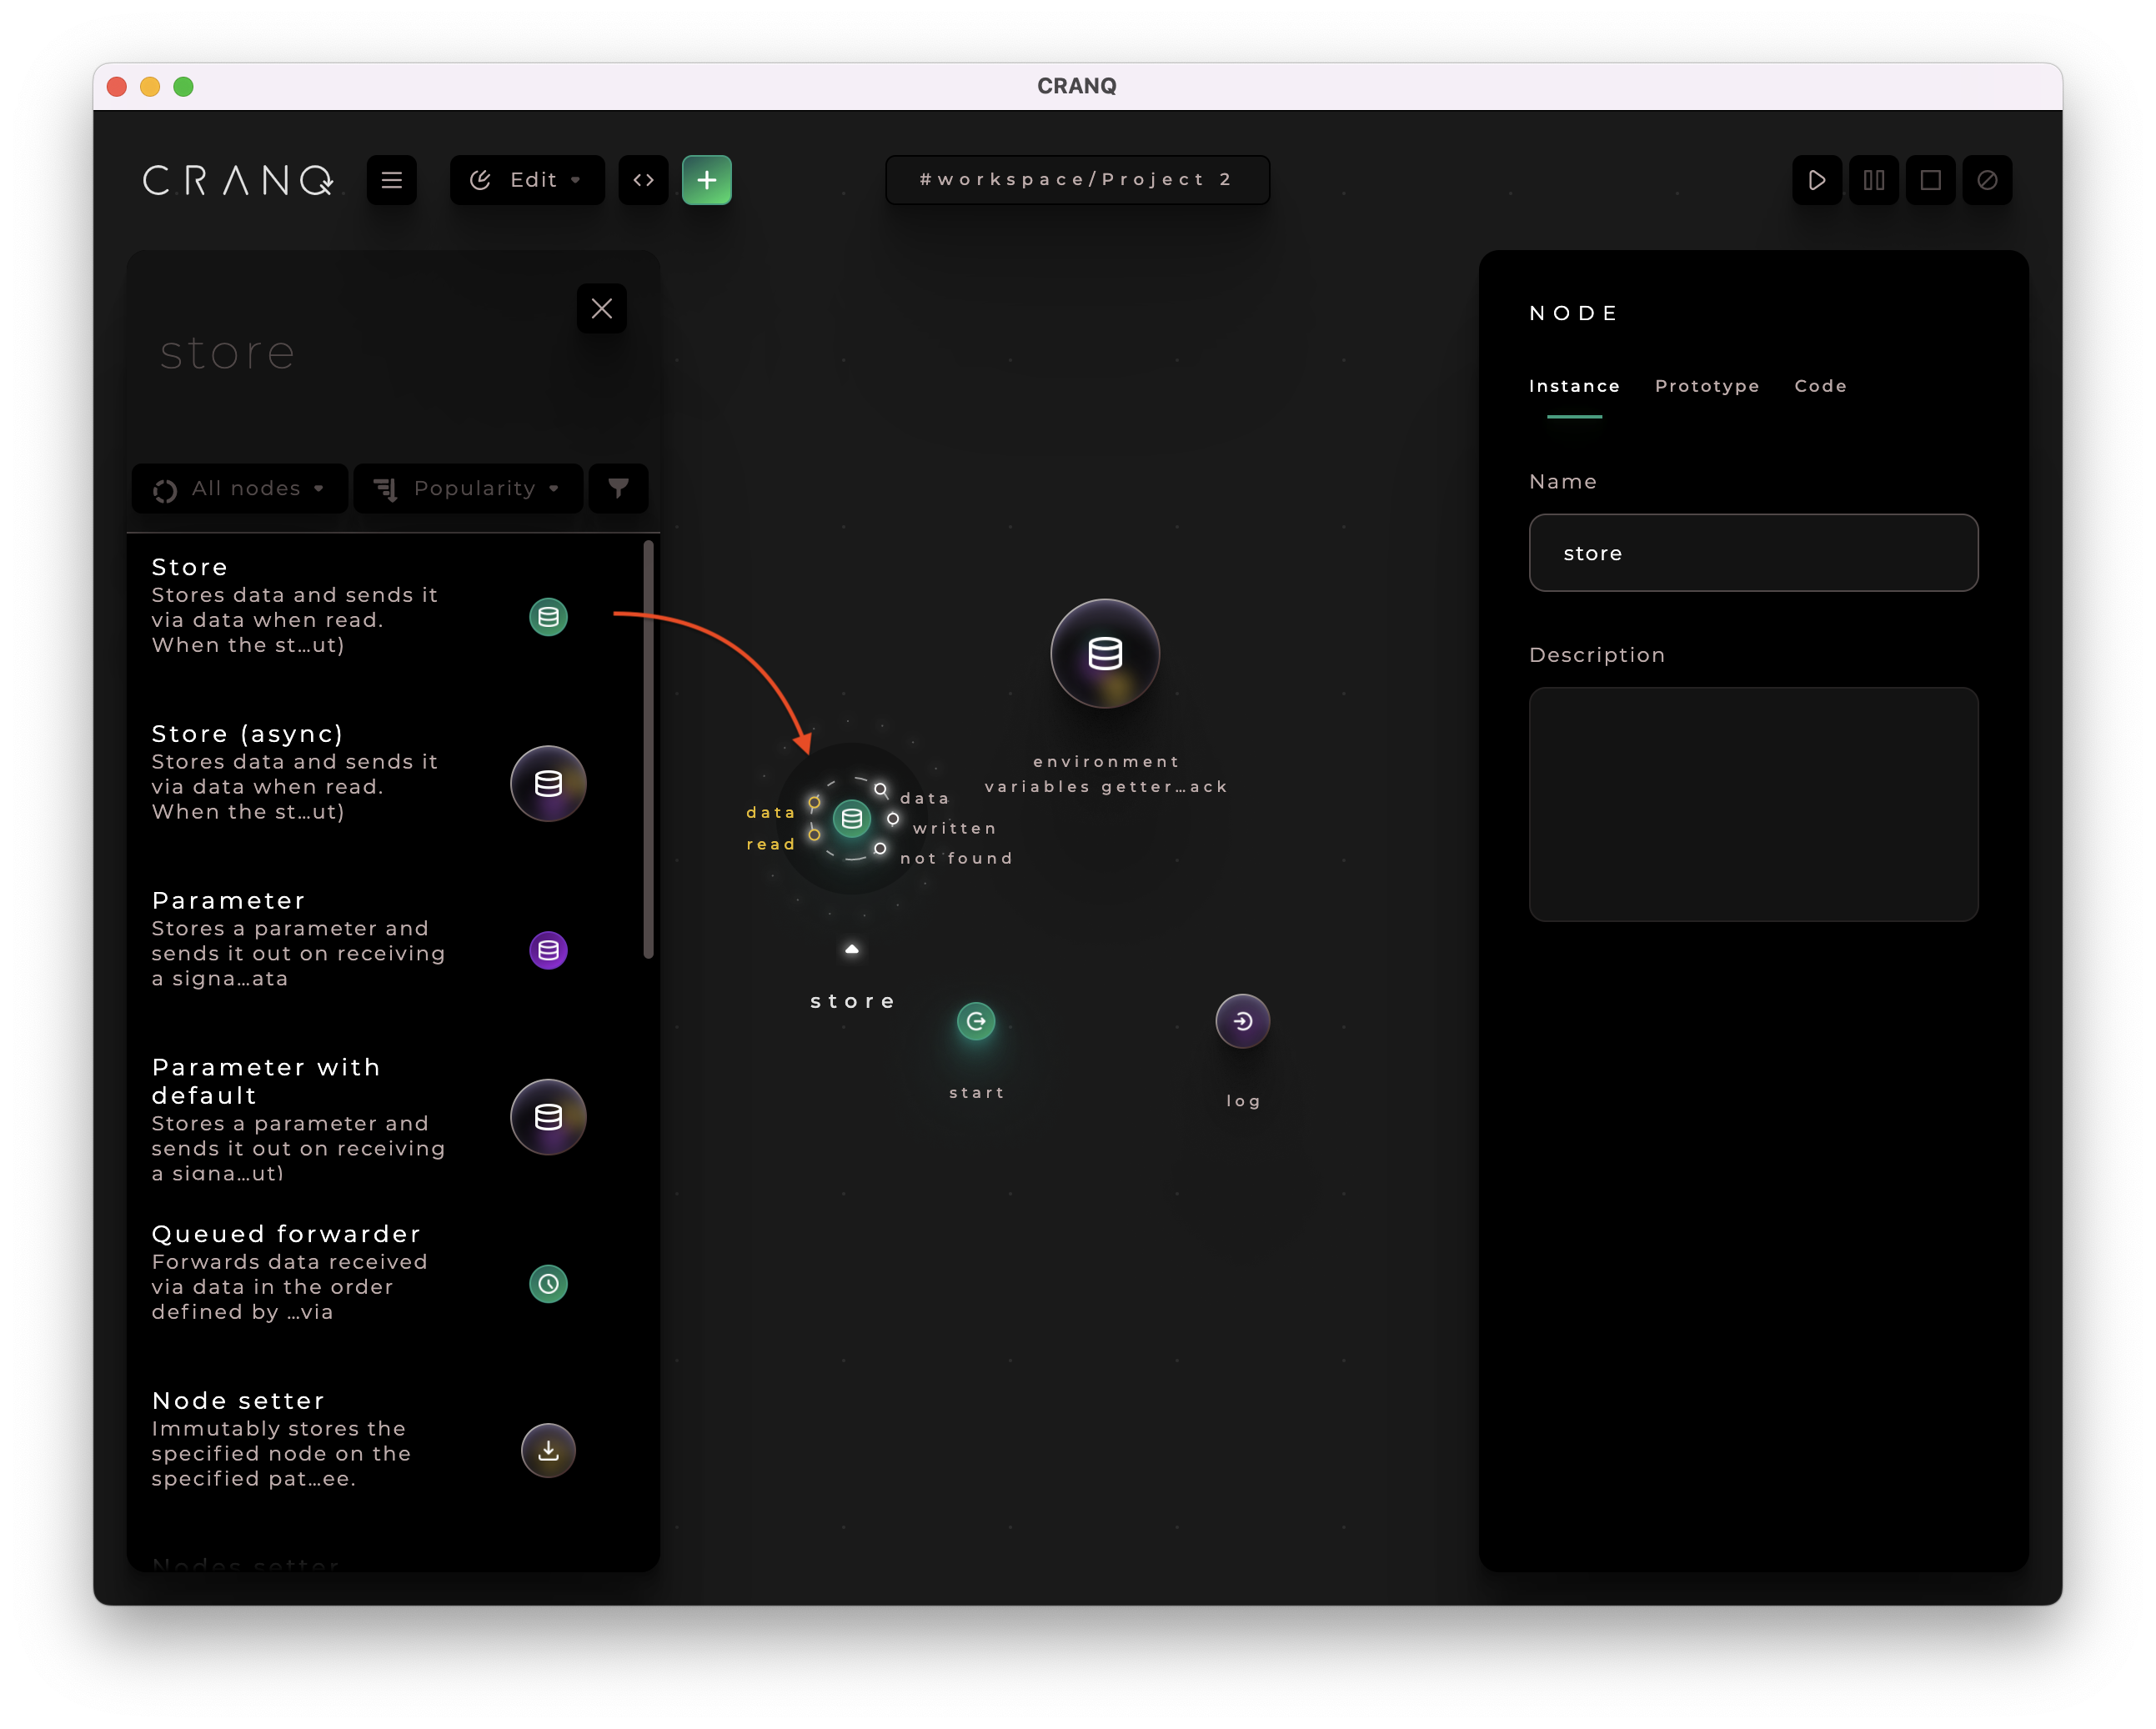 CRANQ
CRANQ
Edit
#workspace/Project 2
store
All nodes
Popularity
Store
Stores data and sends it
via data when read.
When the st...ut)
Store (async)
Stores data and sends it
via data when read.
When the st...ut)
Parameter
Stores a parameter and
sends it out on receiving
a signa...ata
Parameter with
default
Stores a parameter and
sends it out on receiving
a signa...ut)
Queued forwarder
Forwards data received
via data in the order
defined by ...via
Node setter
Immutably stores the
specified node on the
specified pat...ee.
Nodes setter
environment
variables getter...ack
data
read
data
written
not found
store
start
log
NODE
Instance
Prototype
Code
Name
store
Description